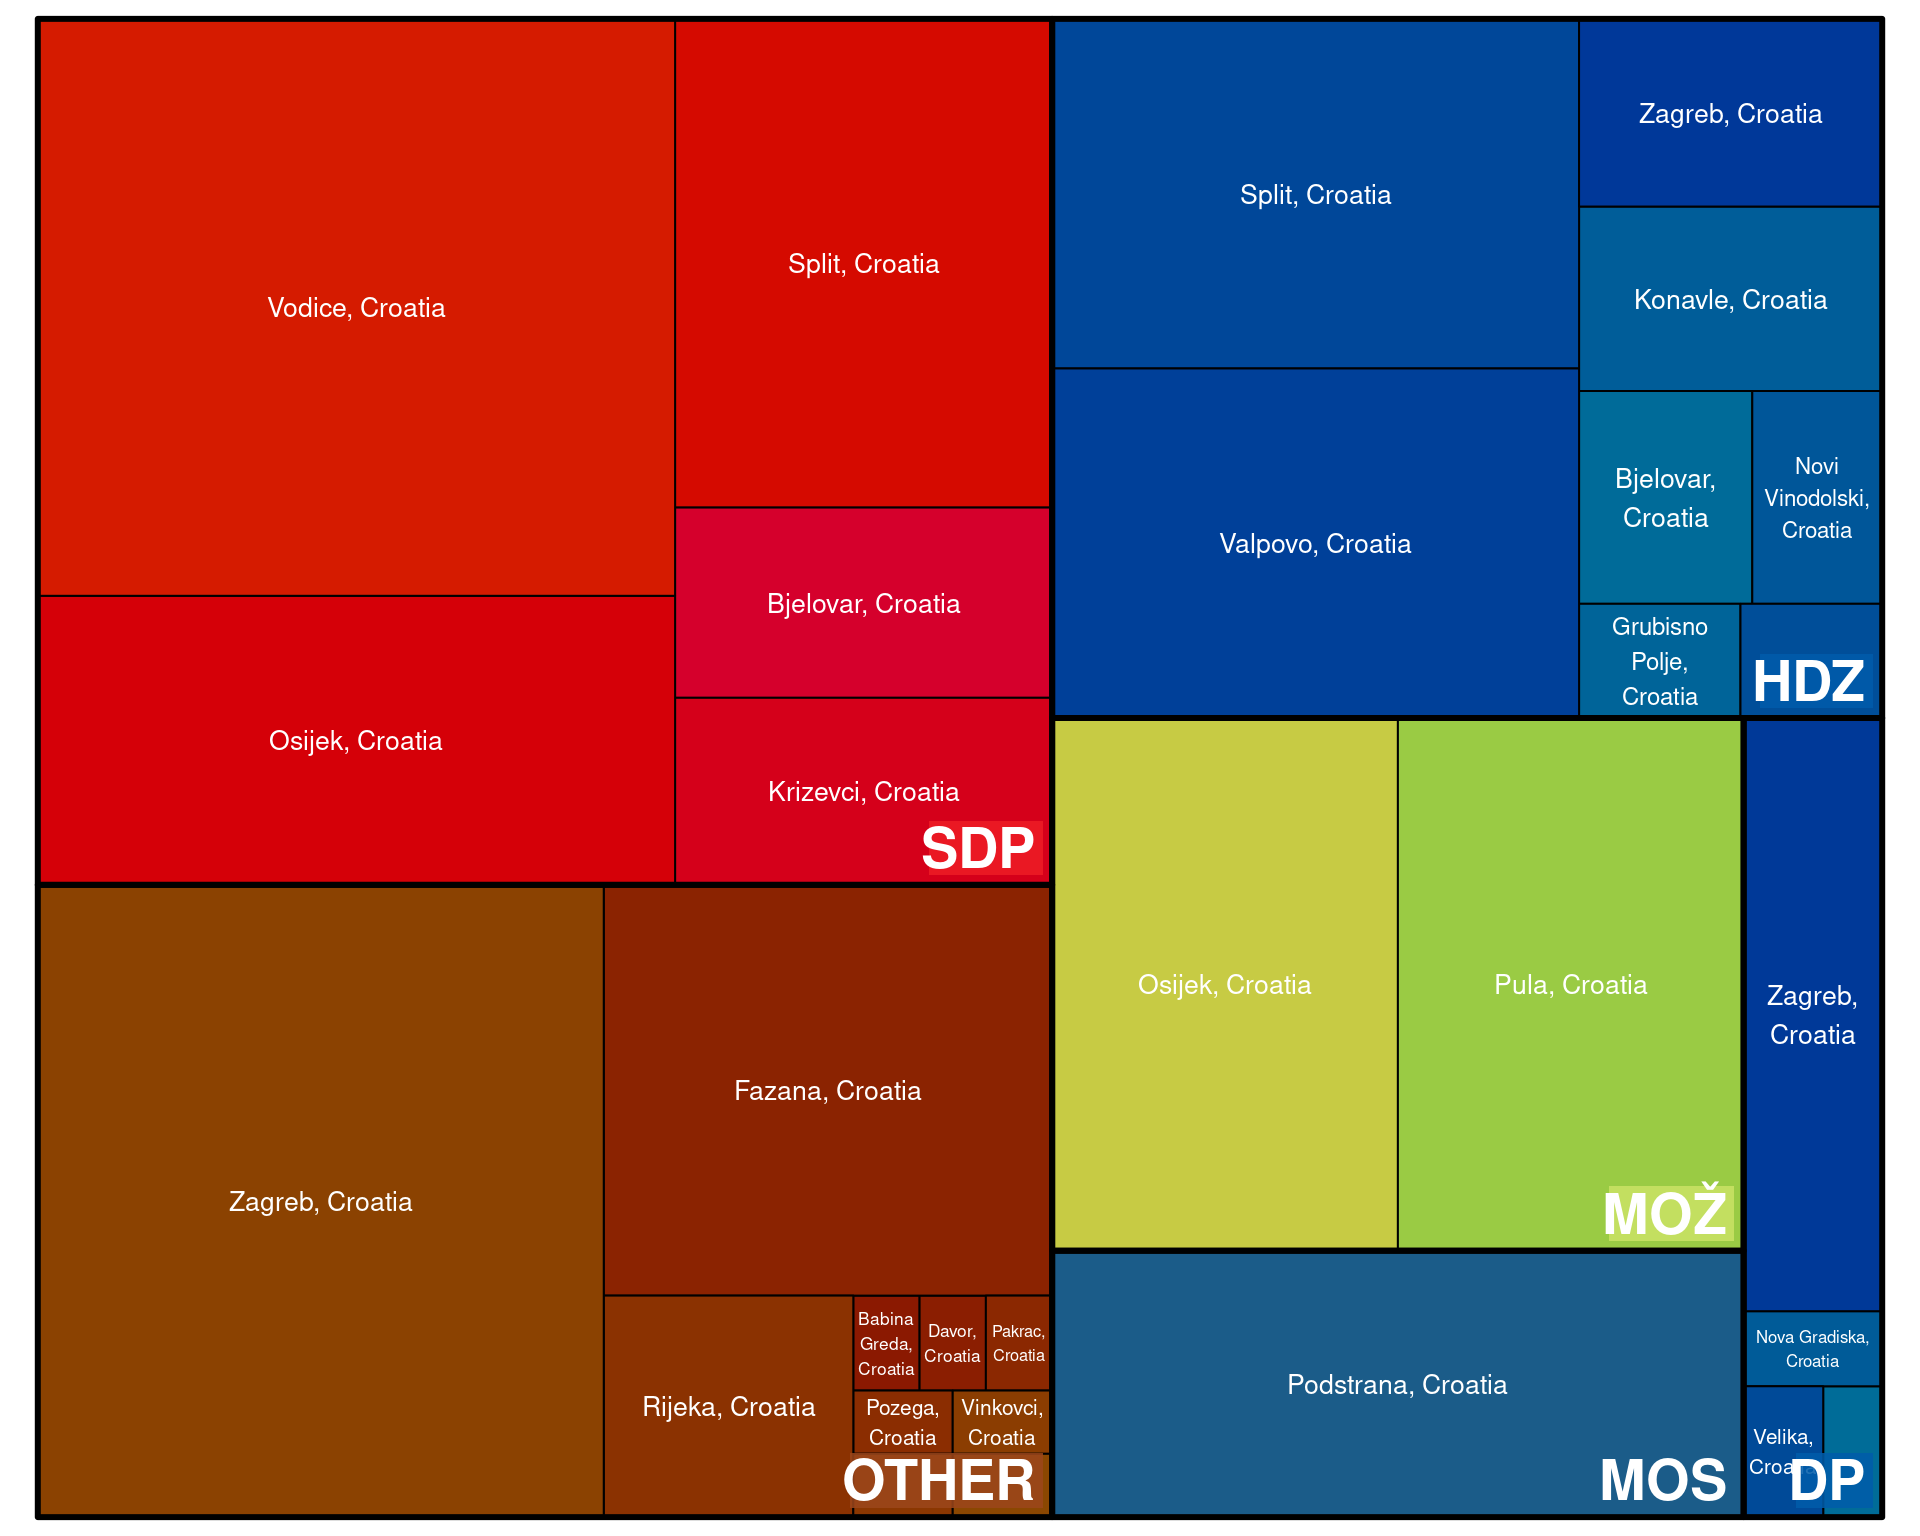 Vodice, Croatia
Split, Croatia
Bjelovar, Croatia
Osijek, Croatia
Krizevci, Croatia
SDP
Split, Croatia
Zagreb, Croatia
Konavle, Croatia
Valpovo, Croatia
Bjelovar,
Croatia
Novi
Vinodolski,
Croatia
Grubisno
Polje,
Croatia
HDZ
Zagreb, Croatia
Fazana, Croatia
Rijeka, Croatia
Babina
Greda,
Croatia
Davor,
Croatia
Pakrac,
Croatia
Pozega,
Croatia
Vinkovci,
Croatia
OTHER
Osijek, Croatia
Pula, Croatia
MOŽ
Podstrana, Croatia
MOS
Zagreb,
Croatia
Nova Gradiska,
Croatia
Velika,
DP